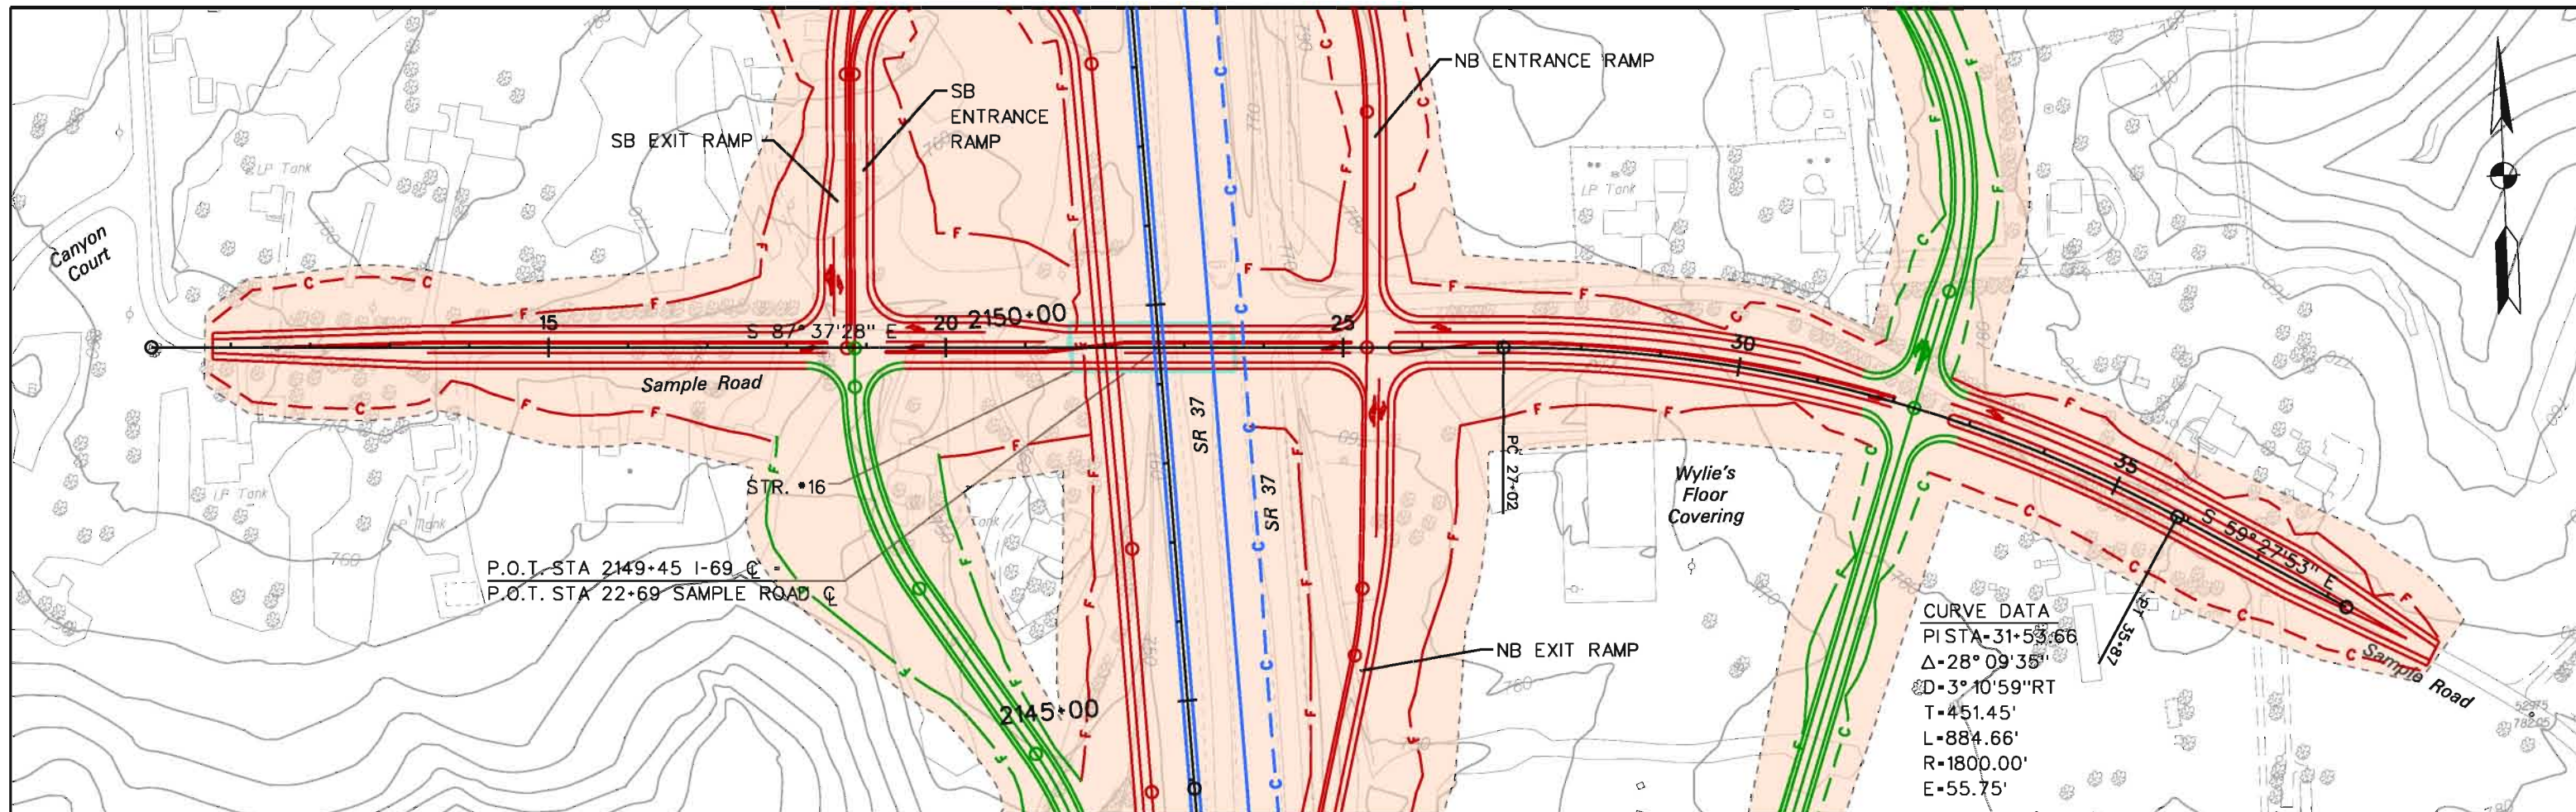 NB ENTRANCE RAMP
SB
ENTRANCE
RAMP
SB EXIT RAMP
LP Tank
LP Tank
Canyon
Court
15
S 87° 37'28" E
20
2150+00
25
30
Sample Road
SR 37
SR 37
STR. #16
PC 27+02
Wylie's
Floor
Covering
35
S 59° 27'53" E
LP Tank
Tank
P.O.T. STA 2149+45 I-69 ℄ =
P.O.T. STA 22+69 SAMPLE ROAD ℄
760
760
780
NB EXIT RAMP
2145+00
PT 35+87
Sample Road
CURVE DATA
PI STA=31+53.66
Δ=28° 09'35"
D=3° 10'59"RT
T=451.45'
L=884.66'
R=1800.00'
E=55.75'